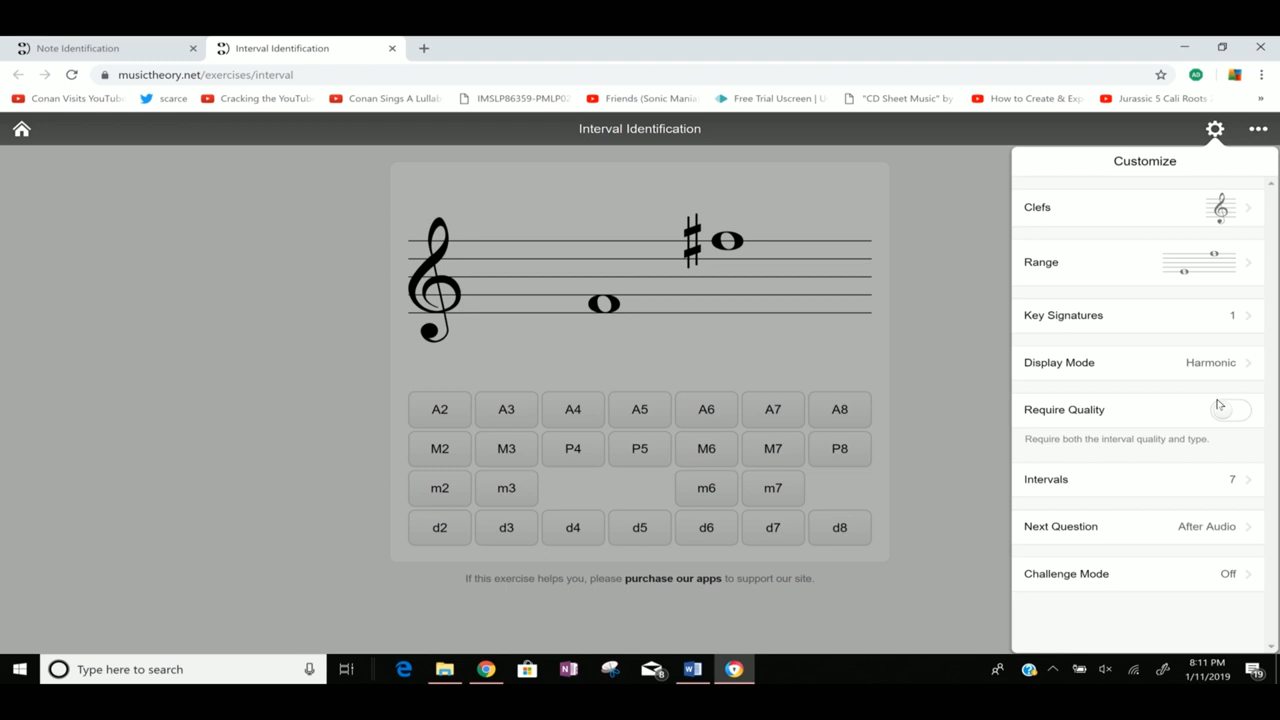 Note Identification
Interval Identification
musictheory.net/exercises/interval
Conan Visits YouTub
scarce
Cracking the YouTub
Conan Sings A Lullab
IMSLP86359-PMLP02
Friends (Sonic Mania
Free Trial Uscreen | U
"CD Sheet Music" by
How to Create & Exp
Jurassic 5 Cali Roots
»
Interval Identification
Customize
Clefs
Range
Key Signatures 1
Display Mode Harmonic
Require Quality
Require both the interval quality and type.
Intervals 7
Next Question After Audio
Challenge Mode Off
A2 A3 A4 A5 A6 A7 A8
M2 M3 P4 P5 M6 M7 P8
m2 m3 m6 m7
d2 d3 d4 d5 d6 d7 d8
If this exercise helps you, please purchase our apps to support our site.
Type here to search
8:11 PM
1/11/2019
19